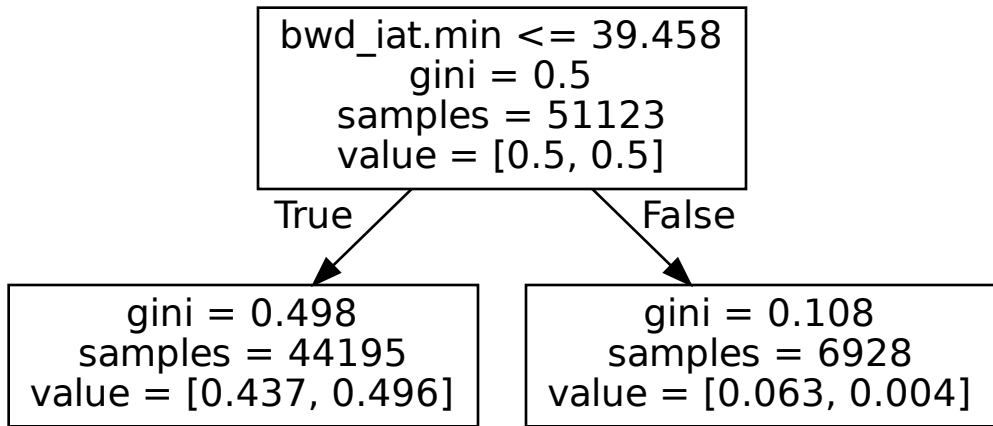 bwd_iat.min <= 39.458
gini = 0.5
samples = 51123
value = [0.5, 0.5]
True
False
gini = 0.498
samples = 44195
value = [0.437, 0.496]
gini = 0.108
samples = 6928
value = [0.063, 0.004]